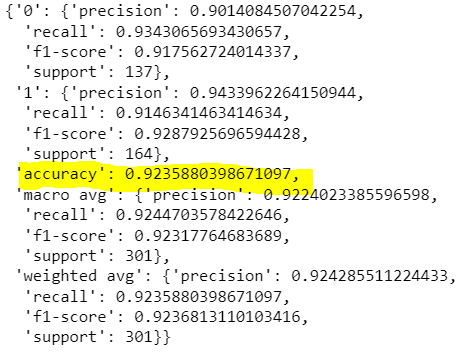 {'0': {'precision': 0.9014084507042254,
'recall': 0.9343065693430657,
'f1-score': 0.917562724014337,
'support': 137},
'1': {'precision': 0.9433962264150944,
'recall': 0.9146341463414634,
'f1-score': 0.9287925696594428,
'support': 164},
'accuracy': 0.9235880398671097,
'macro avg': {'precision': 0.9224023385596598,
'recall': 0.9244703578422646,
'f1-score': 0.92317764683689,
'support': 301},
'weighted avg': {'precision': 0.924285511224433,
'recall': 0.9235880398671097,
'f1-score': 0.9236813110103416,
'support': 301}}